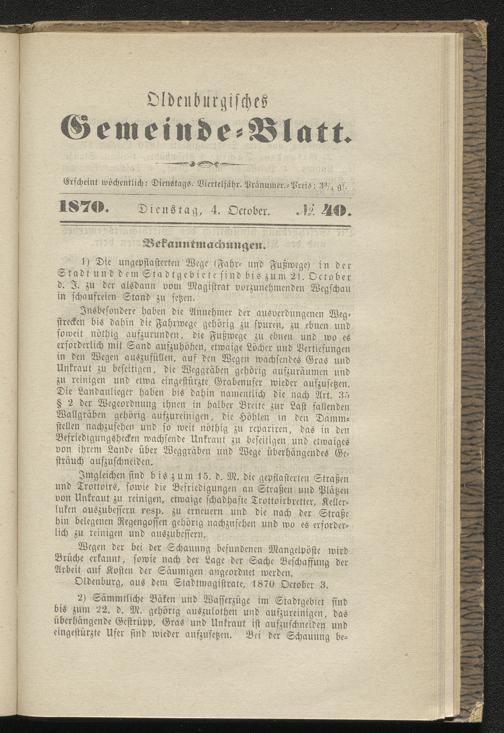 Oldenburgisches
Gemeinde-Blatt.
Erscheint wöchentlich: Dienstags. Vierteljähr. Pränumer.-Preis: 3¾ gr.
1870. Dienstag, 4. October. № 40.
Bekanntmachungen.
1) Die ungepflasterten Wege (Fahr- und Fußwege) in der
Stadt und dem Stadtgebiete sind bis zum 21. October
d. J. zu der alsdann vom Magistrat vorzunehmenden Wegschau
in schaufreien Stand zu setzen.
Insbesondere haben die Annehmer der ausverdungenen Weg-
strecken bis dahin die Fahrwege gehörig zu spuren, zu ebnen und
soweit nöthig aufzurunden, die Fußwege zu ebnen und wo es
erforderlich mit Sand aufzuhöhen, etwaige Löcher und Vertiefungen
in den Wegen auszufüllen, auf den Wegen wachsendes Gras und
Unkraut zu beseitigen, die Weggräben gehörig aufzuräumen und
zu reinigen und etwa eingestürzte Grabenufer wieder aufzusetzen.
Die Landanlieger haben bis dahin namentlich die nach Art. 35
§ 2 der Wegeordnung ihnen in halber Breite zur Last fallenden
Wallgräben gehörig aufzureinigen, die Höhlen in den Damm-
stellen nachzusehen und so weit nöthig zu repariren, das in den
Befriedigungshecken wachsende Unkraut zu beseitigen und etwaiges
von ihrem Lande über Weggräben und Wege überhängendes Ge-
sträuch aufzuschneiden.
Imgleichen sind bis zum 15. d. M. die gepflasterten Straßen
und Trottoirs, sowie die Befriedigungen an Straßen und Plätzen
von Unkraut zu reinigen, etwaige schadhafte Trottoirbretter, Keller-
luken auszubessern resp. zu erneuern und die nach der Straße
hin belegenen Regengossen gehörig nachzusehen und wo es erforder-
lich zu reinigen und auszubessern.
Wegen der bei der Schauung befundenen Mangelpöste wird
Brüche erkannt, sowie nach der Lage der Sache Beschaffung der
Arbeit auf Kosten der Säumigen angeordnet werden.
Oldenburg, aus dem Stadtmagistrate, 1870 October 3.
2) Sämmtliche Bäken und Wasserzüge im Stadtgebiet sind
bis zum 22. d. M. gehörig auszulothen und aufzureinigen, das
überhängende Gestrüpp, Gras und Unkraut ist aufzuschneiden und
eingestürzte Ufer sind wieder aufzusetzen. Bei der Schauung be-